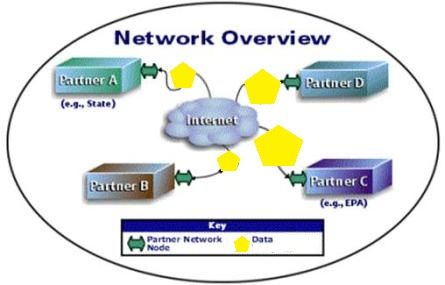 Network Overview
Partner A
(e.g., State)
Partner D
Internet
Partner B
Partner C
(e.g., EPA)
Key
Partner Network
Node
Data